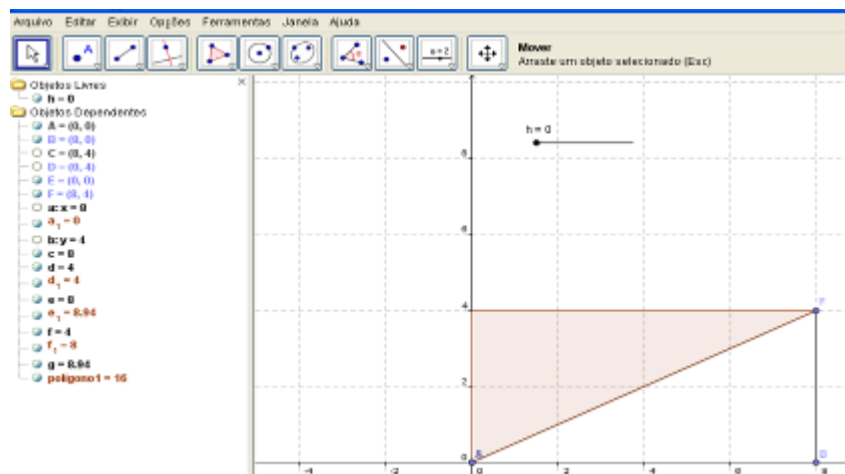 Arquivo Editar Exibir Opções Ferramentas Janela Ajuda
A
a=2
Mover
Arraste um objeto selecionado (Esc)
Objetos Livres
h = 0
Objetos Dependentes
A = (0, 0)
B = (8, 0)
C = (8, 4)
D = (0, 4)
E = (0, 0)
F = (8, 4)
a: x = 8
a₁ = 0
b: y = 4
c = 8
d = 4
d₁ = 4
e = 8
e₁ = 8.94
f = 4
f₁ = 8
g = 8.94
polígono1 = 16
h = 0
8
6
4
F
2
0
E
-4 -2 0 2 4 6 8